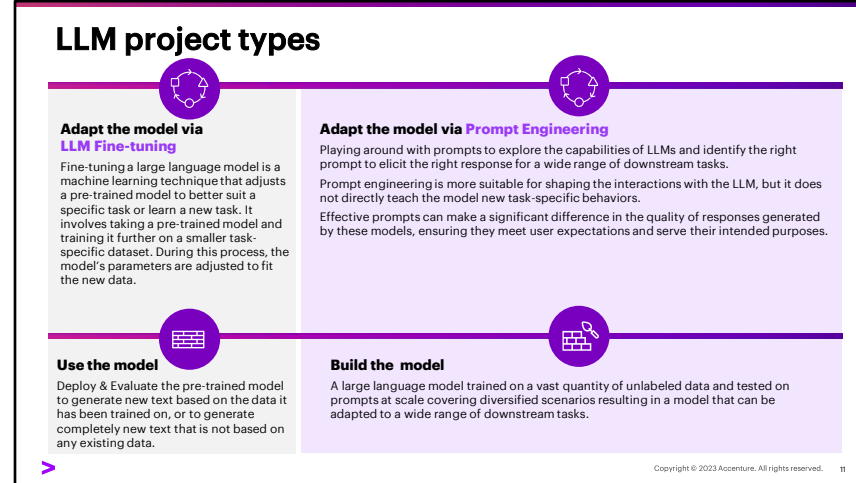 LLM project types
Adapt the model via
LLM Fine-tuning
Fine-tuning a large language model is a
machine learning technique that adjusts
a pre-trained model to better suit a
specific task or learn a new task. It
involves taking a pre-trained model and
training it further on a smaller task-
specific dataset. During this process, the
model's parameters are adjusted to fit
the new data.
Adapt the model via Prompt Engineering
Playing around with prompts to explore the capabilities of LLMs and identify the right
prompt to elicit the right response for a wide range of downstream tasks.
Prompt engineering is more suitable for shaping the interactions with the LLM, but it does
not directly teach the model new task-specific behaviors.
Effective prompts can make a significant difference in the quality of responses generated
by these models, ensuring they meet user expectations and serve their intended purposes.
Use the model
Deploy & Evaluate the pre-trained model
to generate new text based on the data it
has been trained on, or to generate
completely new text that is not based on
any existing data.
Build the model
A large language model trained on a vast quantity of unlabeled data and tested on
prompts at scale covering diversified scenarios resulting in a model that can be
adapted to a wide range of downstream tasks.
Copyright © 2023 Accenture. All rights reserved. 11